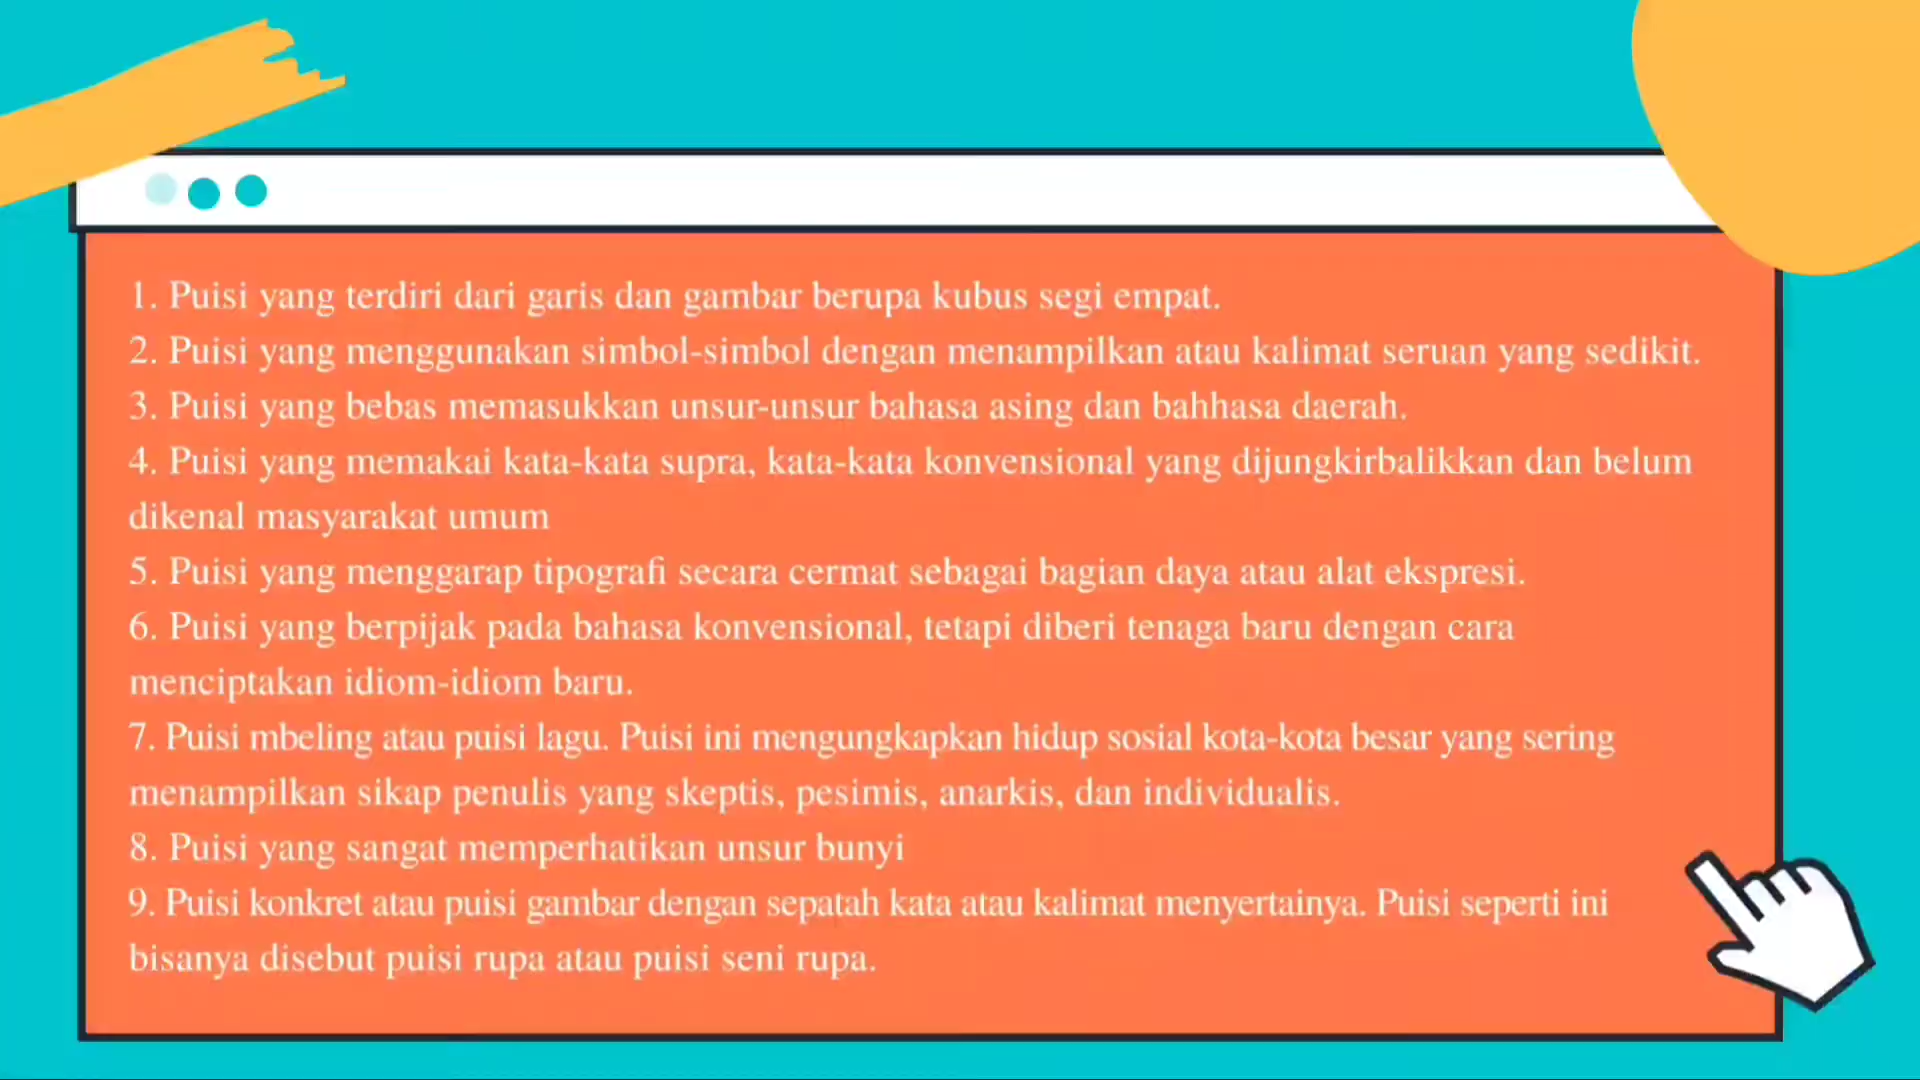 1. Puisi yang terdiri dari garis dan gambar berupa kubus segi empat.
2. Puisi yang menggunakan simbol-simbol dengan menampilkan atau kalimat seruan yang sedikit.
3. Puisi yang bebas memasukkan unsur-unsur bahasa asing dan bahhasa daerah.
4. Puisi yang memakai kata-kata supra, kata-kata konvensional yang dijungkirbalikkan dan belum
dikenal masyarakat umum
5. Puisi yang menggarap tipografi secara cermat sebagai bagian daya atau alat ekspresi.
6. Puisi yang berpijak pada bahasa konvensional, tetapi diberi tenaga baru dengan cara
menciptakan idiom-idiom baru.
7. Puisi mbeling atau puisi lagu. Puisi ini mengungkapkan hidup sosial kota-kota besar yang sering
menampilkan sikap penulis yang skeptis, pesimis, anarkis, dan individualis.
8. Puisi yang sangat memperhatikan unsur bunyi
9. Puisi konkret atau puisi gambar dengan sepatah kata atau kalimat menyertainya. Puisi seperti ini
bisanya disebut puisi rupa atau puisi seni rupa.